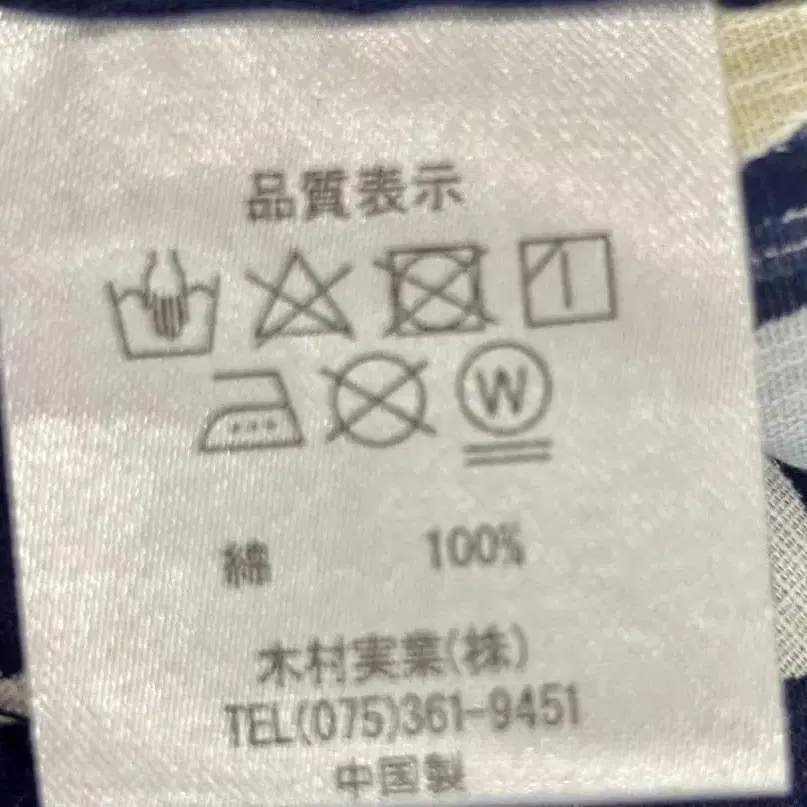 品質表示
W
綿 100%
木村実業(株)
TEL(075)361-9451
中国製